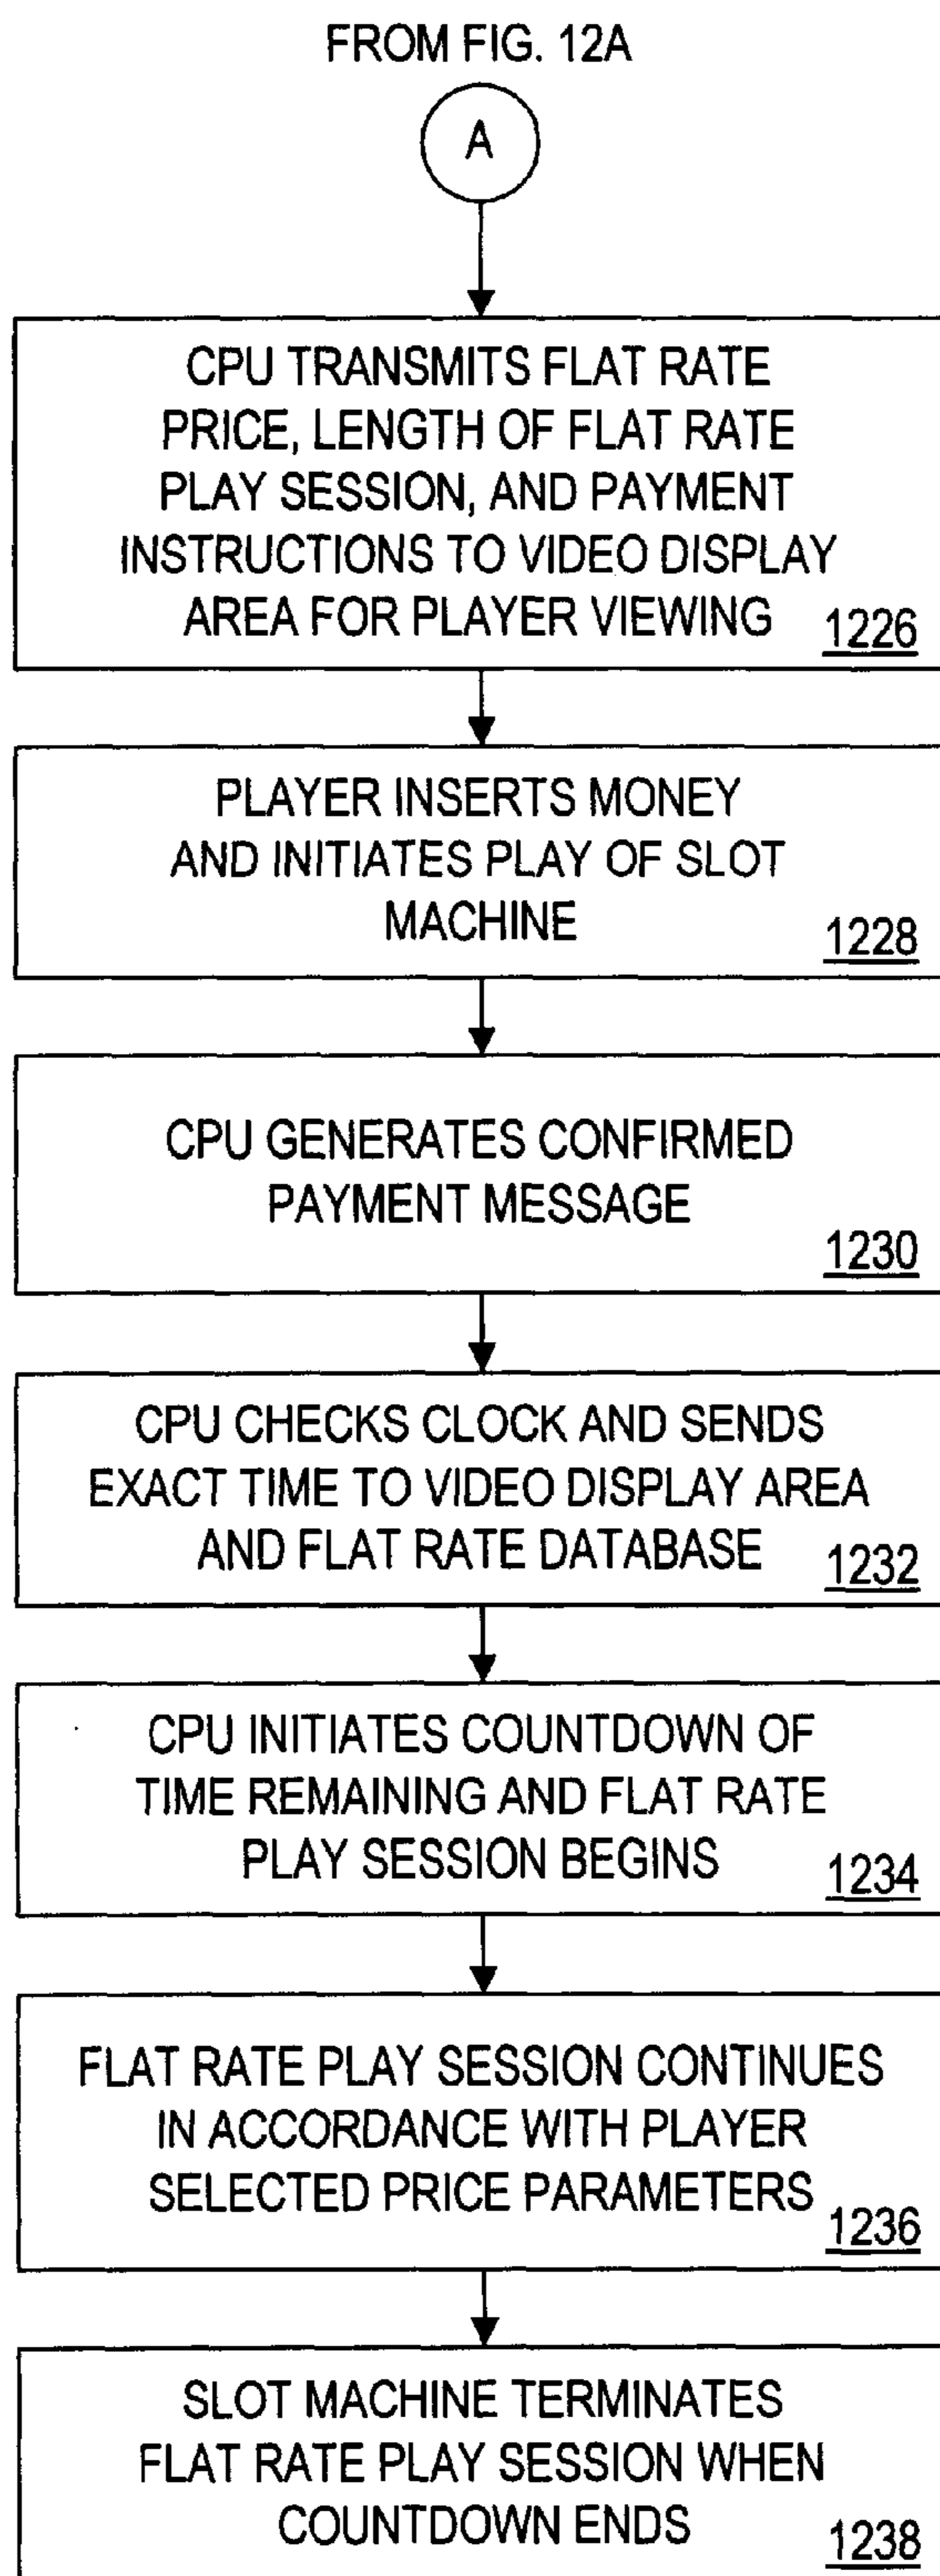 FROM FIG. 12A
A
CPU TRANSMITS FLAT RATE
PRICE, LENGTH OF FLAT RATE
PLAY SESSION, AND PAYMENT
INSTRUCTIONS TO VIDEO DISPLAY
AREA FOR PLAYER VIEWING
1226
PLAYER INSERTS MONEY
AND INITIATES PLAY OF SLOT
MACHINE
1228
CPU GENERATES CONFIRMED
PAYMENT MESSAGE
1230
CPU CHECKS CLOCK AND SENDS
EXACT TIME TO VIDEO DISPLAY AREA
AND FLAT RATE DATABASE
1232
CPU INITIATES COUNTDOWN OF
TIME REMAINING AND FLAT RATE
PLAY SESSION BEGINS
1234
FLAT RATE PLAY SESSION CONTINUES
IN ACCORDANCE WITH PLAYER
SELECTED PRICE PARAMETERS
1236
SLOT MACHINE TERMINATES
FLAT RATE PLAY SESSION WHEN
COUNTDOWN ENDS
1238